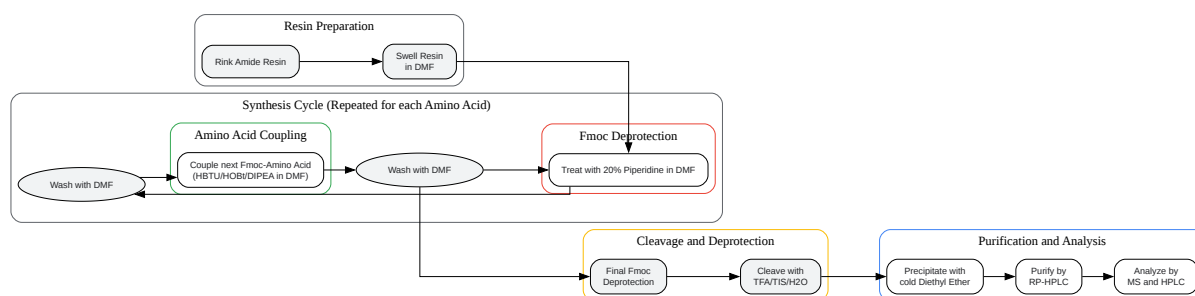 Resin Preparation
Rink Amide Resin
Swell Resin
in DMF
Synthesis Cycle (Repeated for each Amino Acid)
Amino Acid Coupling
Fmoc Deprotection
Wash with DMF
Couple next Fmoc-Amino Acid
(HBTU/HOBt/DIPEA in DMF)
Wash with DMF
Treat with 20% Piperidine in DMF
Cleavage and Deprotection
Final Fmoc
Deprotection
Cleave with
TFA/TIS/H2O
Purification and Analysis
Precipitate with
cold Diethyl Ether
Purify by
RP-HPLC
Analyze by
MS and HPLC